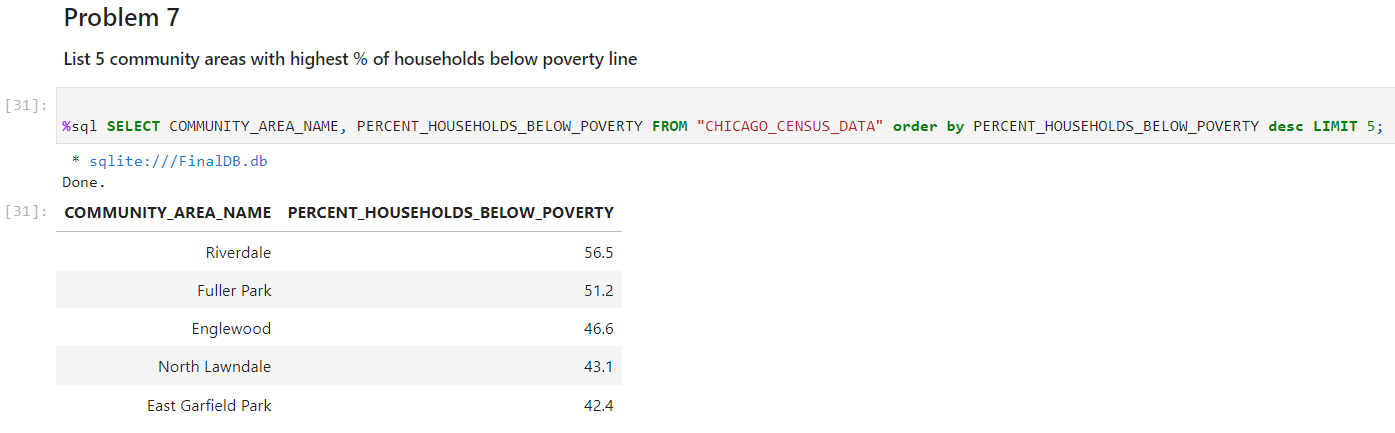 Problem 7
List 5 community areas with highest % of households below poverty line
[31]:
%sql SELECT COMMUNITY_AREA_NAME, PERCENT_HOUSEHOLDS_BELOW_POVERTY FROM "CHICAGO_CENSUS_DATA" order by PERCENT_HOUSEHOLDS_BELOW_POVERTY desc LIMIT 5;
* sqlite:///FinalDB.db
Done.
[31]: COMMUNITY_AREA_NAME PERCENT_HOUSEHOLDS_BELOW_POVERTY
Riverdale 56.5
Fuller Park 51.2
Englewood 46.6
North Lawndale 43.1
East Garfield Park 42.4